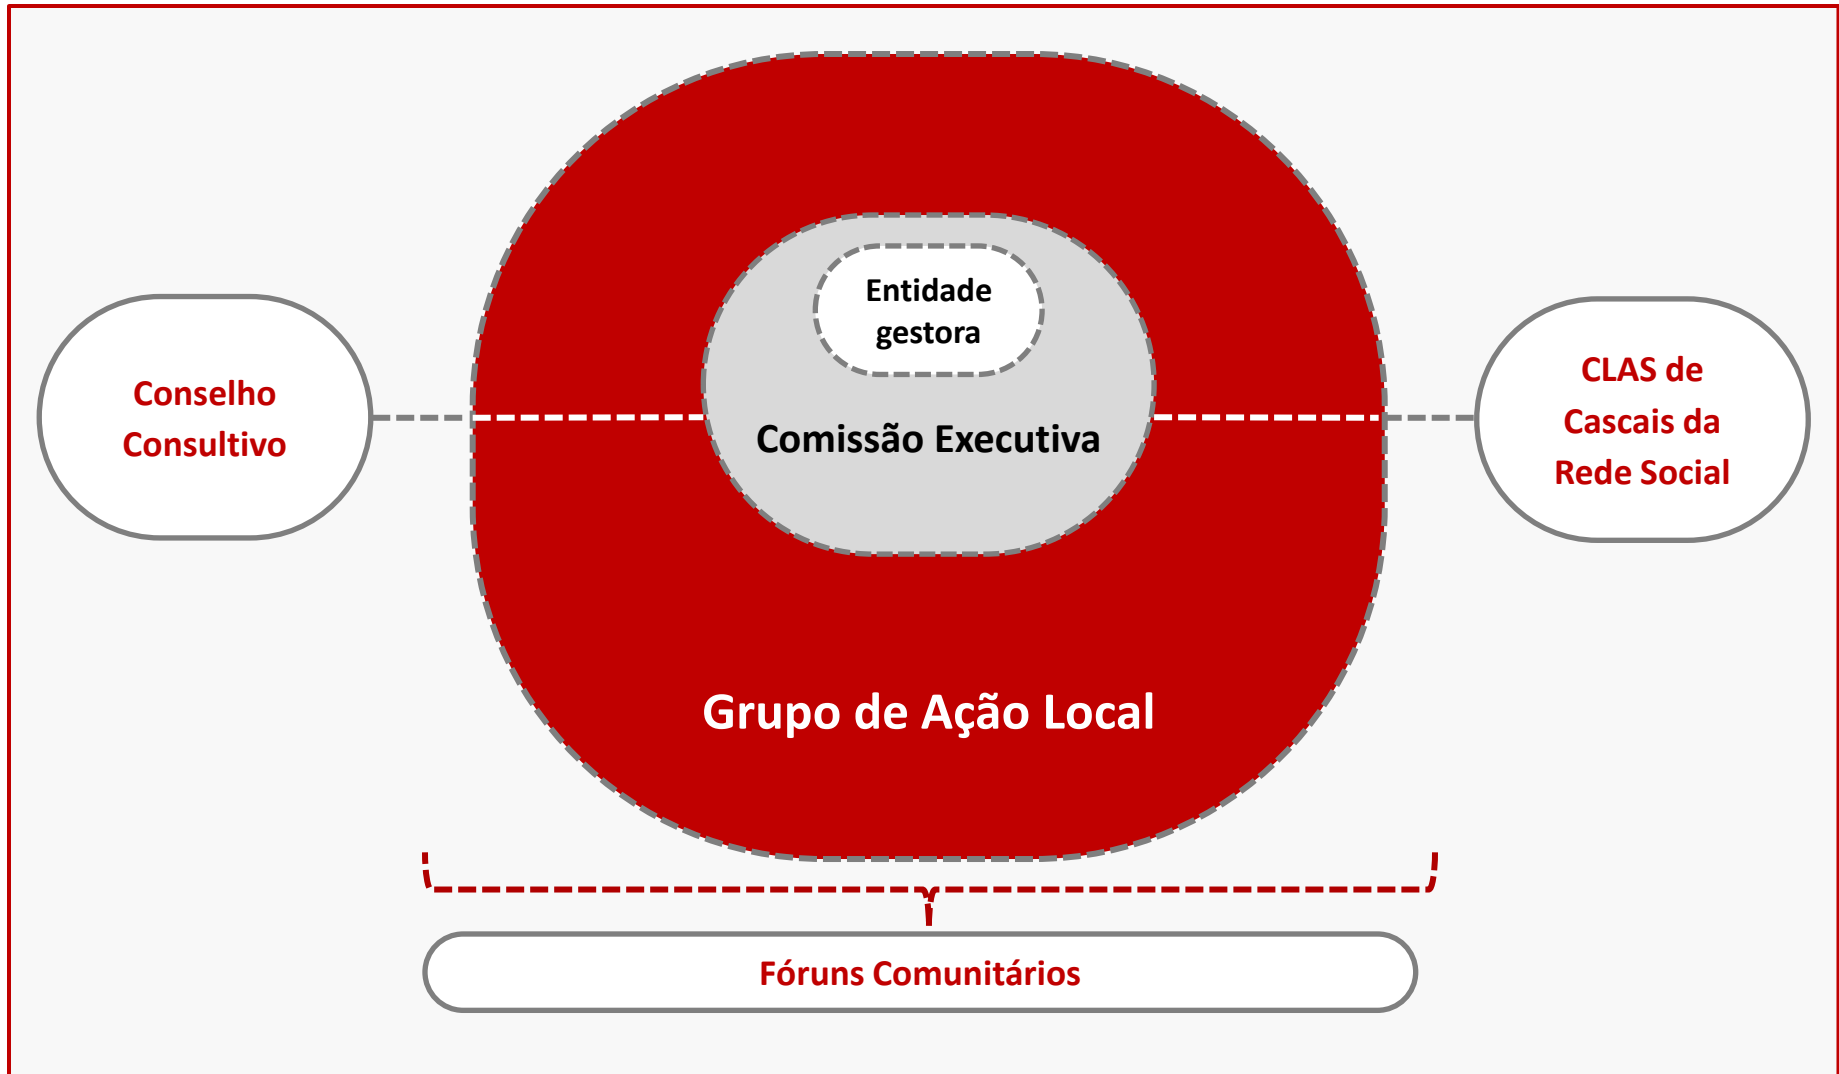 Entidade
gestora
Conselho
Consultivo
Comissão Executiva
CLAS de
Cascais da
Rede Social
Grupo de Ação Local
Fóruns Comunitários